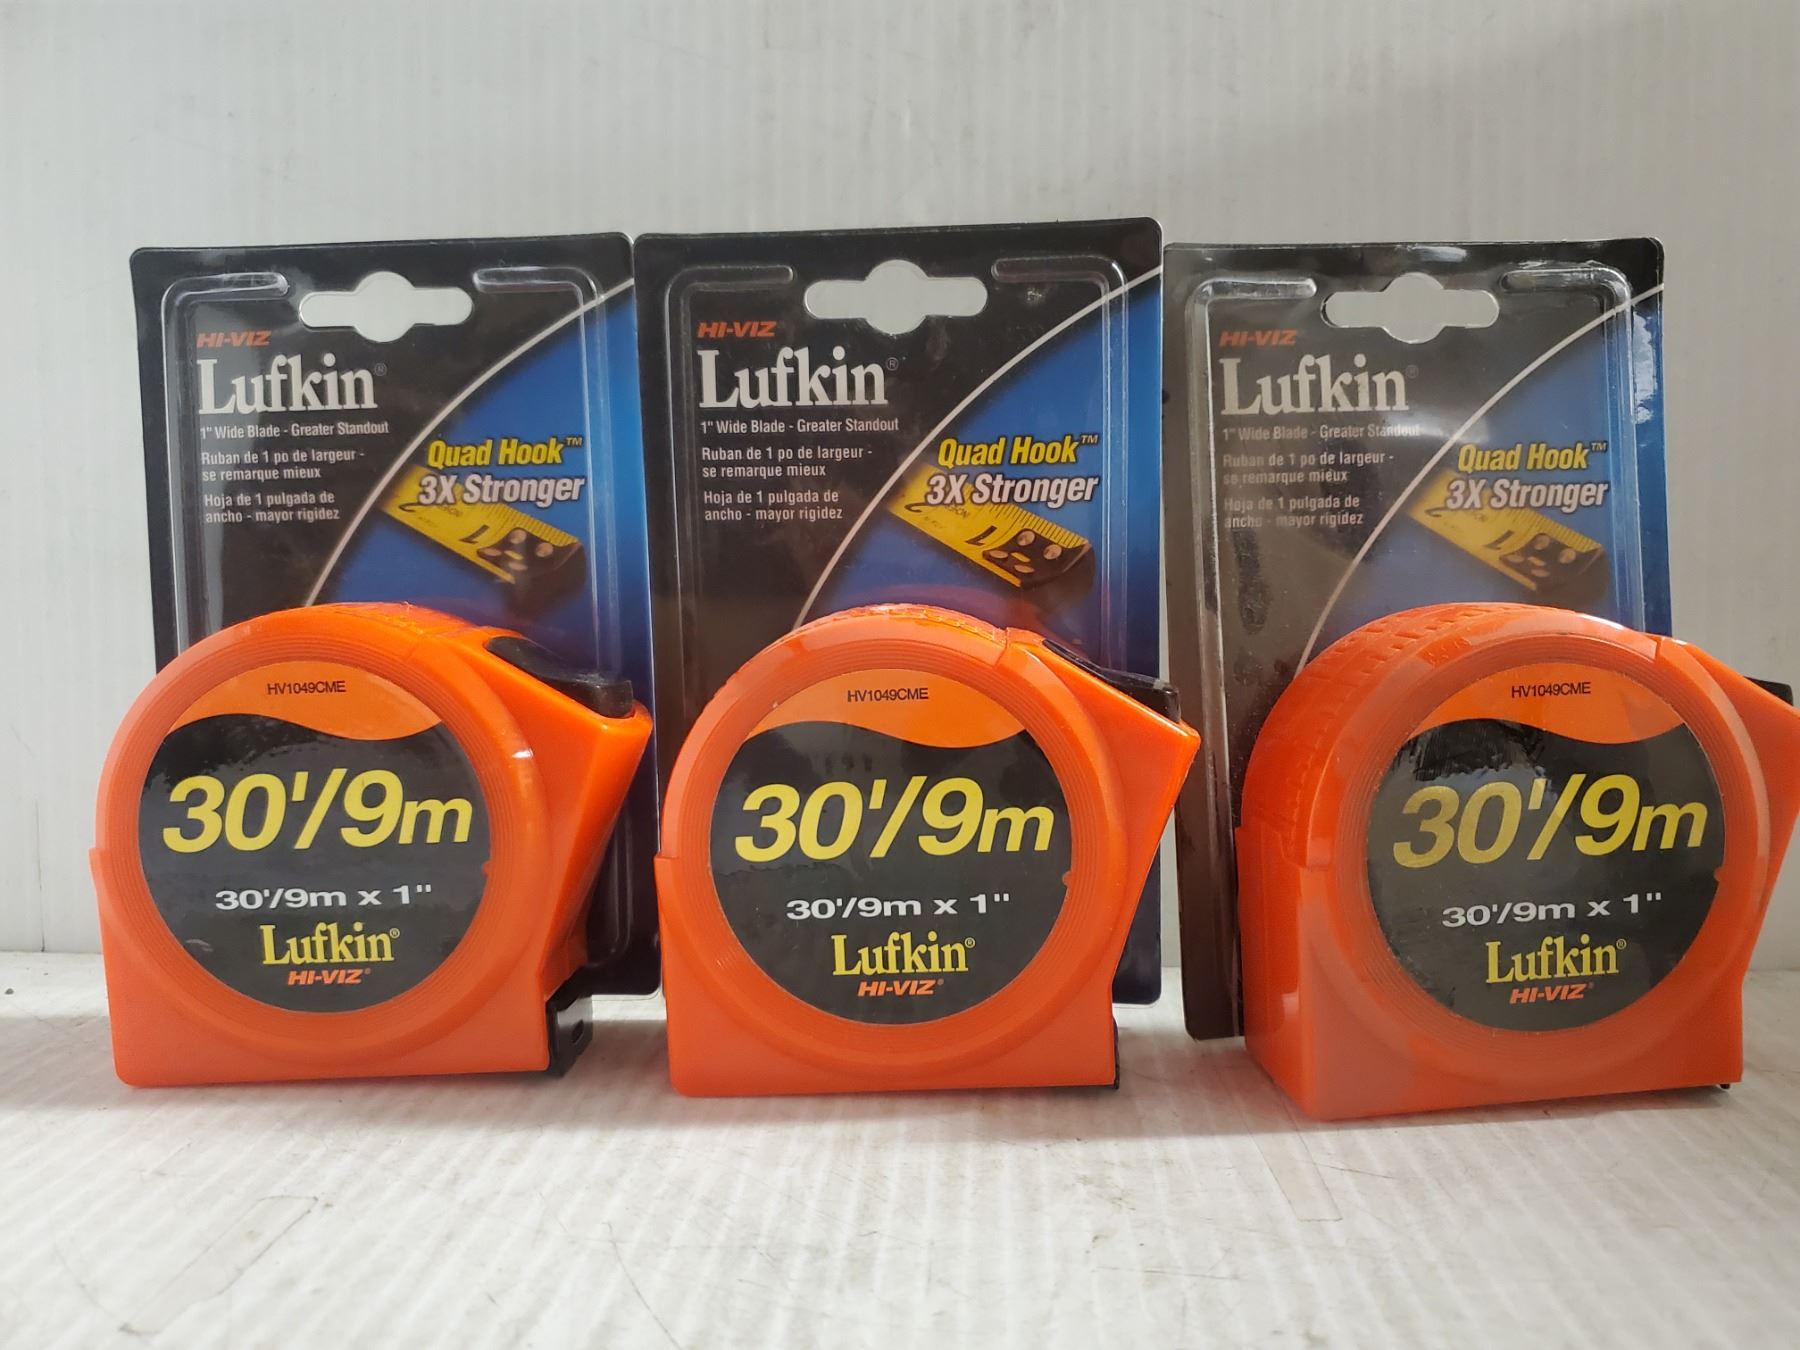 HI-VIZ
Lufkin®
1" Wide Blade - Greater Standout
Ruban de 1 po de largeur -
se remarque mieux
Hoja de 1 pulgada de
ancho - mayor rigidez
Quad Hook™
3X Stronger
2
1
HV1049CME
30'/9m
30'/9m x 1"
Lufkin®
HI-VIZ®
HI-VIZ
Lufkin®
1" Wide Blade - Greater Standout
Ruban de 1 po de largeur -
se remarque mieux
Hoja de 1 pulgada de
ancho - mayor rigidez
Quad Hook™
3X Stronger
2
1
HV1049CME
30'/9m
30'/9m x 1"
Lufkin®
HI-VIZ®
HI-VIZ
Lufkin®
1" Wide Blade - Greater Standout
Ruban de 1 po de largeur -
se remarque mieux
Hoja de 1 pulgada de
ancho - mayor rigidez
Quad Hook™
3X Stronger
2
1
HV1049CME
30'/9m
30'/9m x 1"
Lufkin®
HI-VIZ®